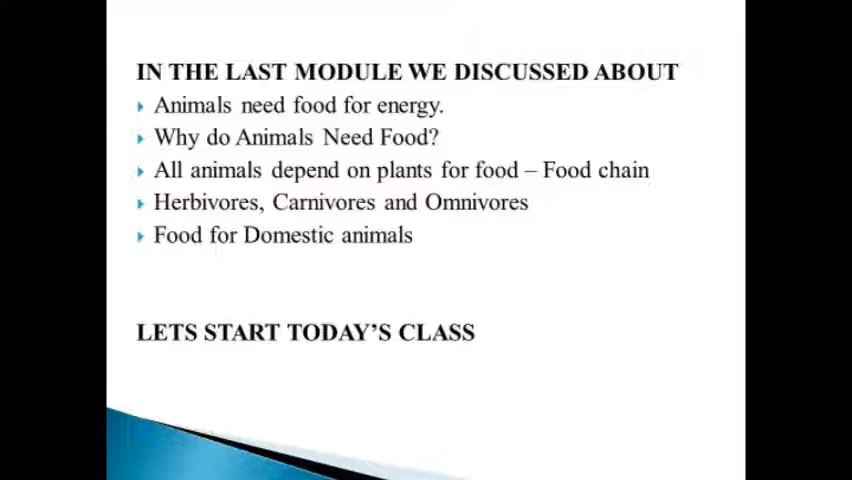 IN THE LAST MODULE WE DISCUSSED ABOUT
Animals need food for energy.
Why do Animals Need Food?
All animals depend on plants for food – Food chain
Herbivores, Carnivores and Omnivores
Food for Domestic animals
LETS START TODAY’S CLASS